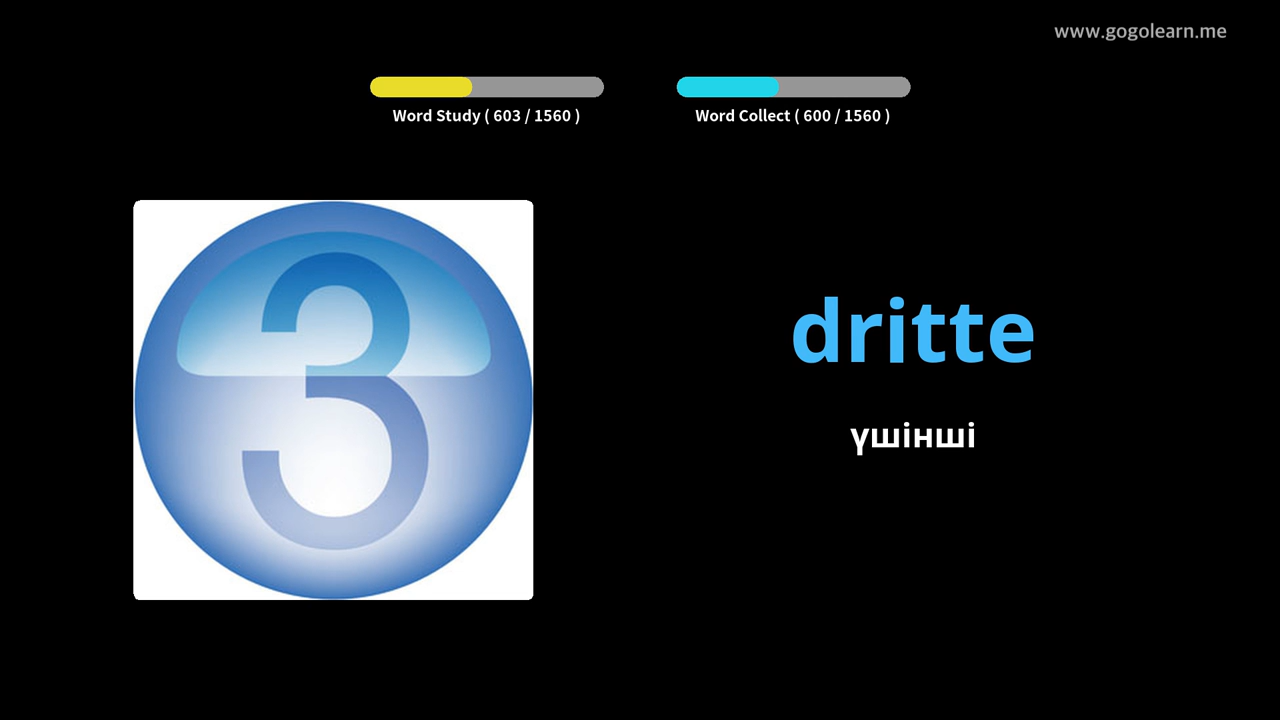 www.gogolearn.me
Word Study ( 603 / 1560 )
Word Collect ( 600 / 1560 )
3
dritte
үшінші